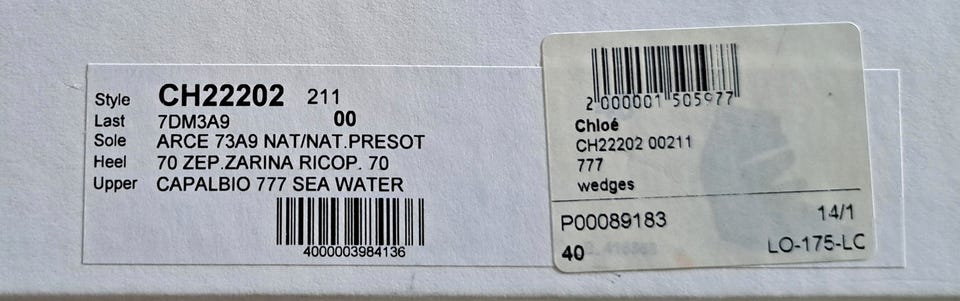 Style CH22202 211
Last 7DM3A9 00
Sole ARCE 73A9 NAT/NAT.PRESOT
Heel 70 ZEP.ZARINA RICOP. 70
Upper CAPALBIO 777 SEA WATER
4000003984136
2 000001 505977
Chloé
CH22202 00211
777
wedges
P00089183 14/1
40 LO-175-LC